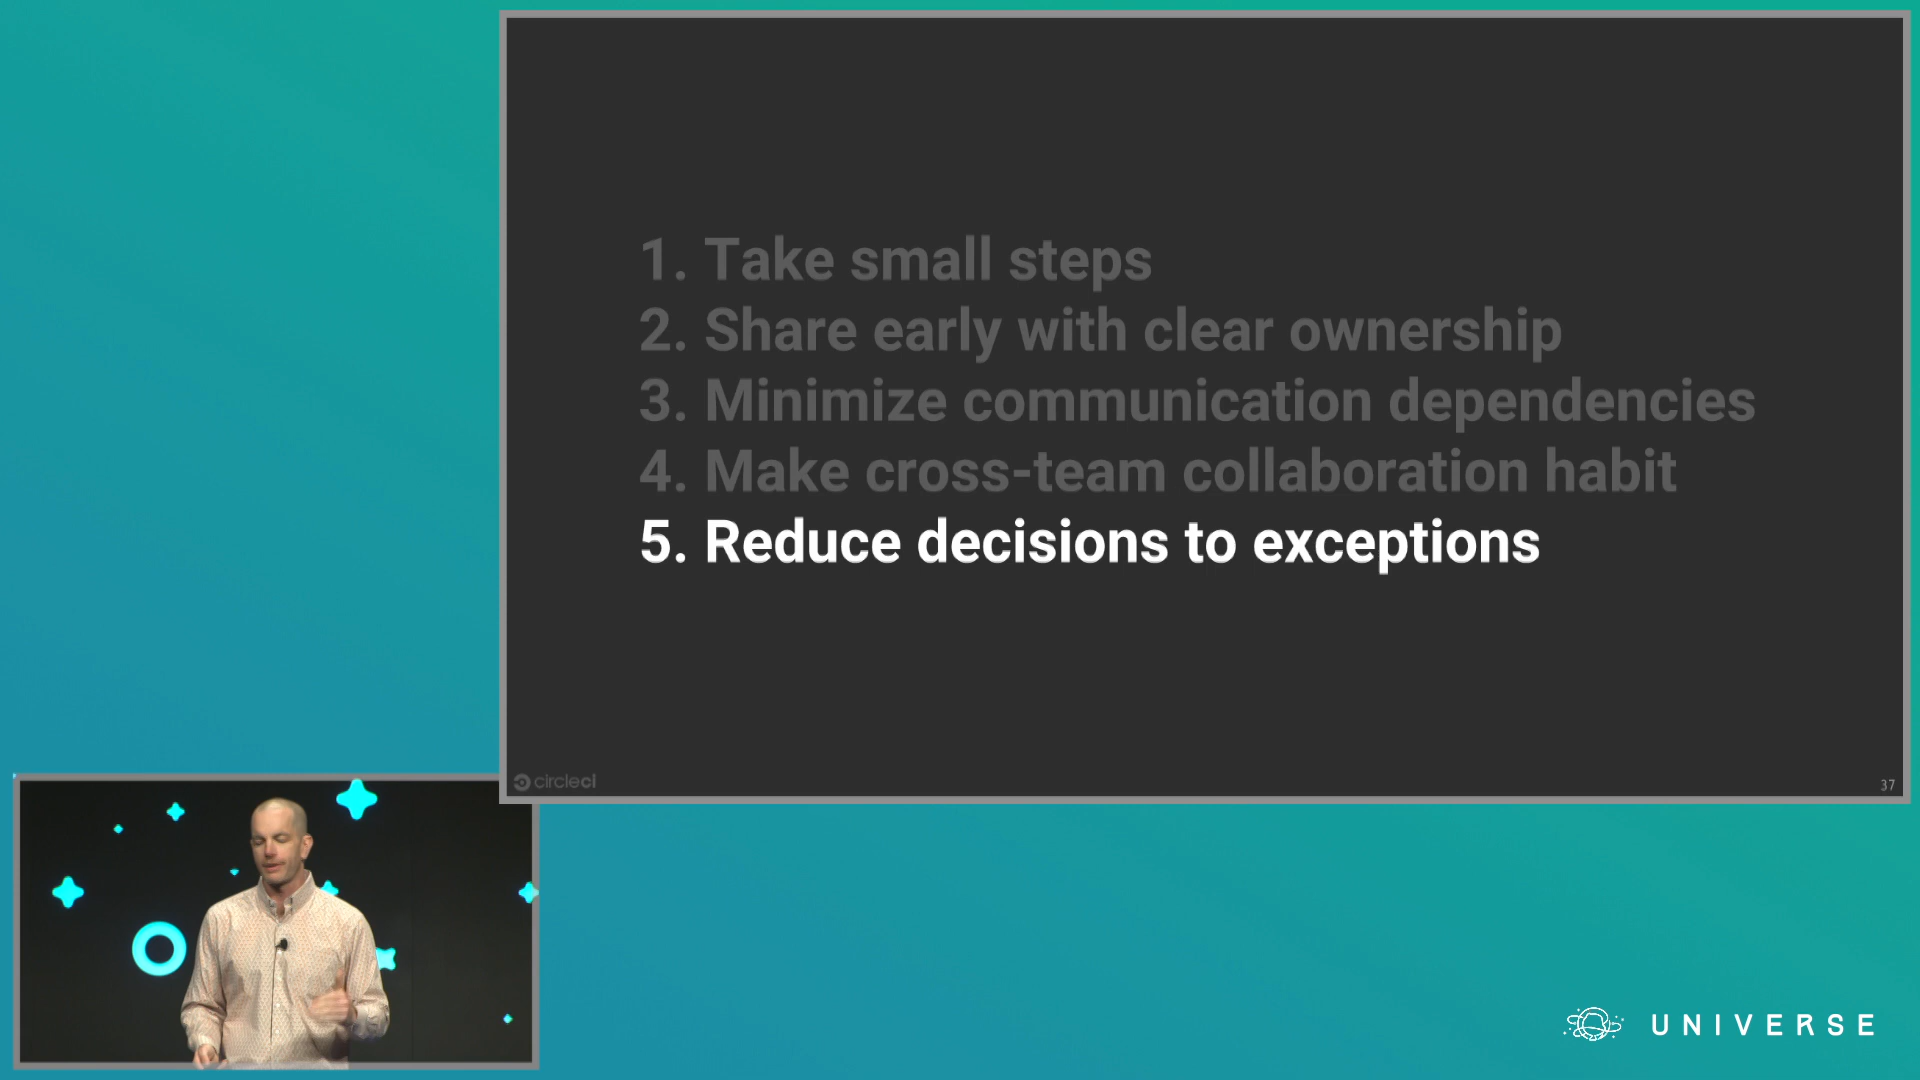 1. Take small steps
2. Share early with clear ownership
3. Minimize communication dependencies
4. Make cross-team collaboration habit
5. Reduce decisions to exceptions
circleci
37
UNIVERSE